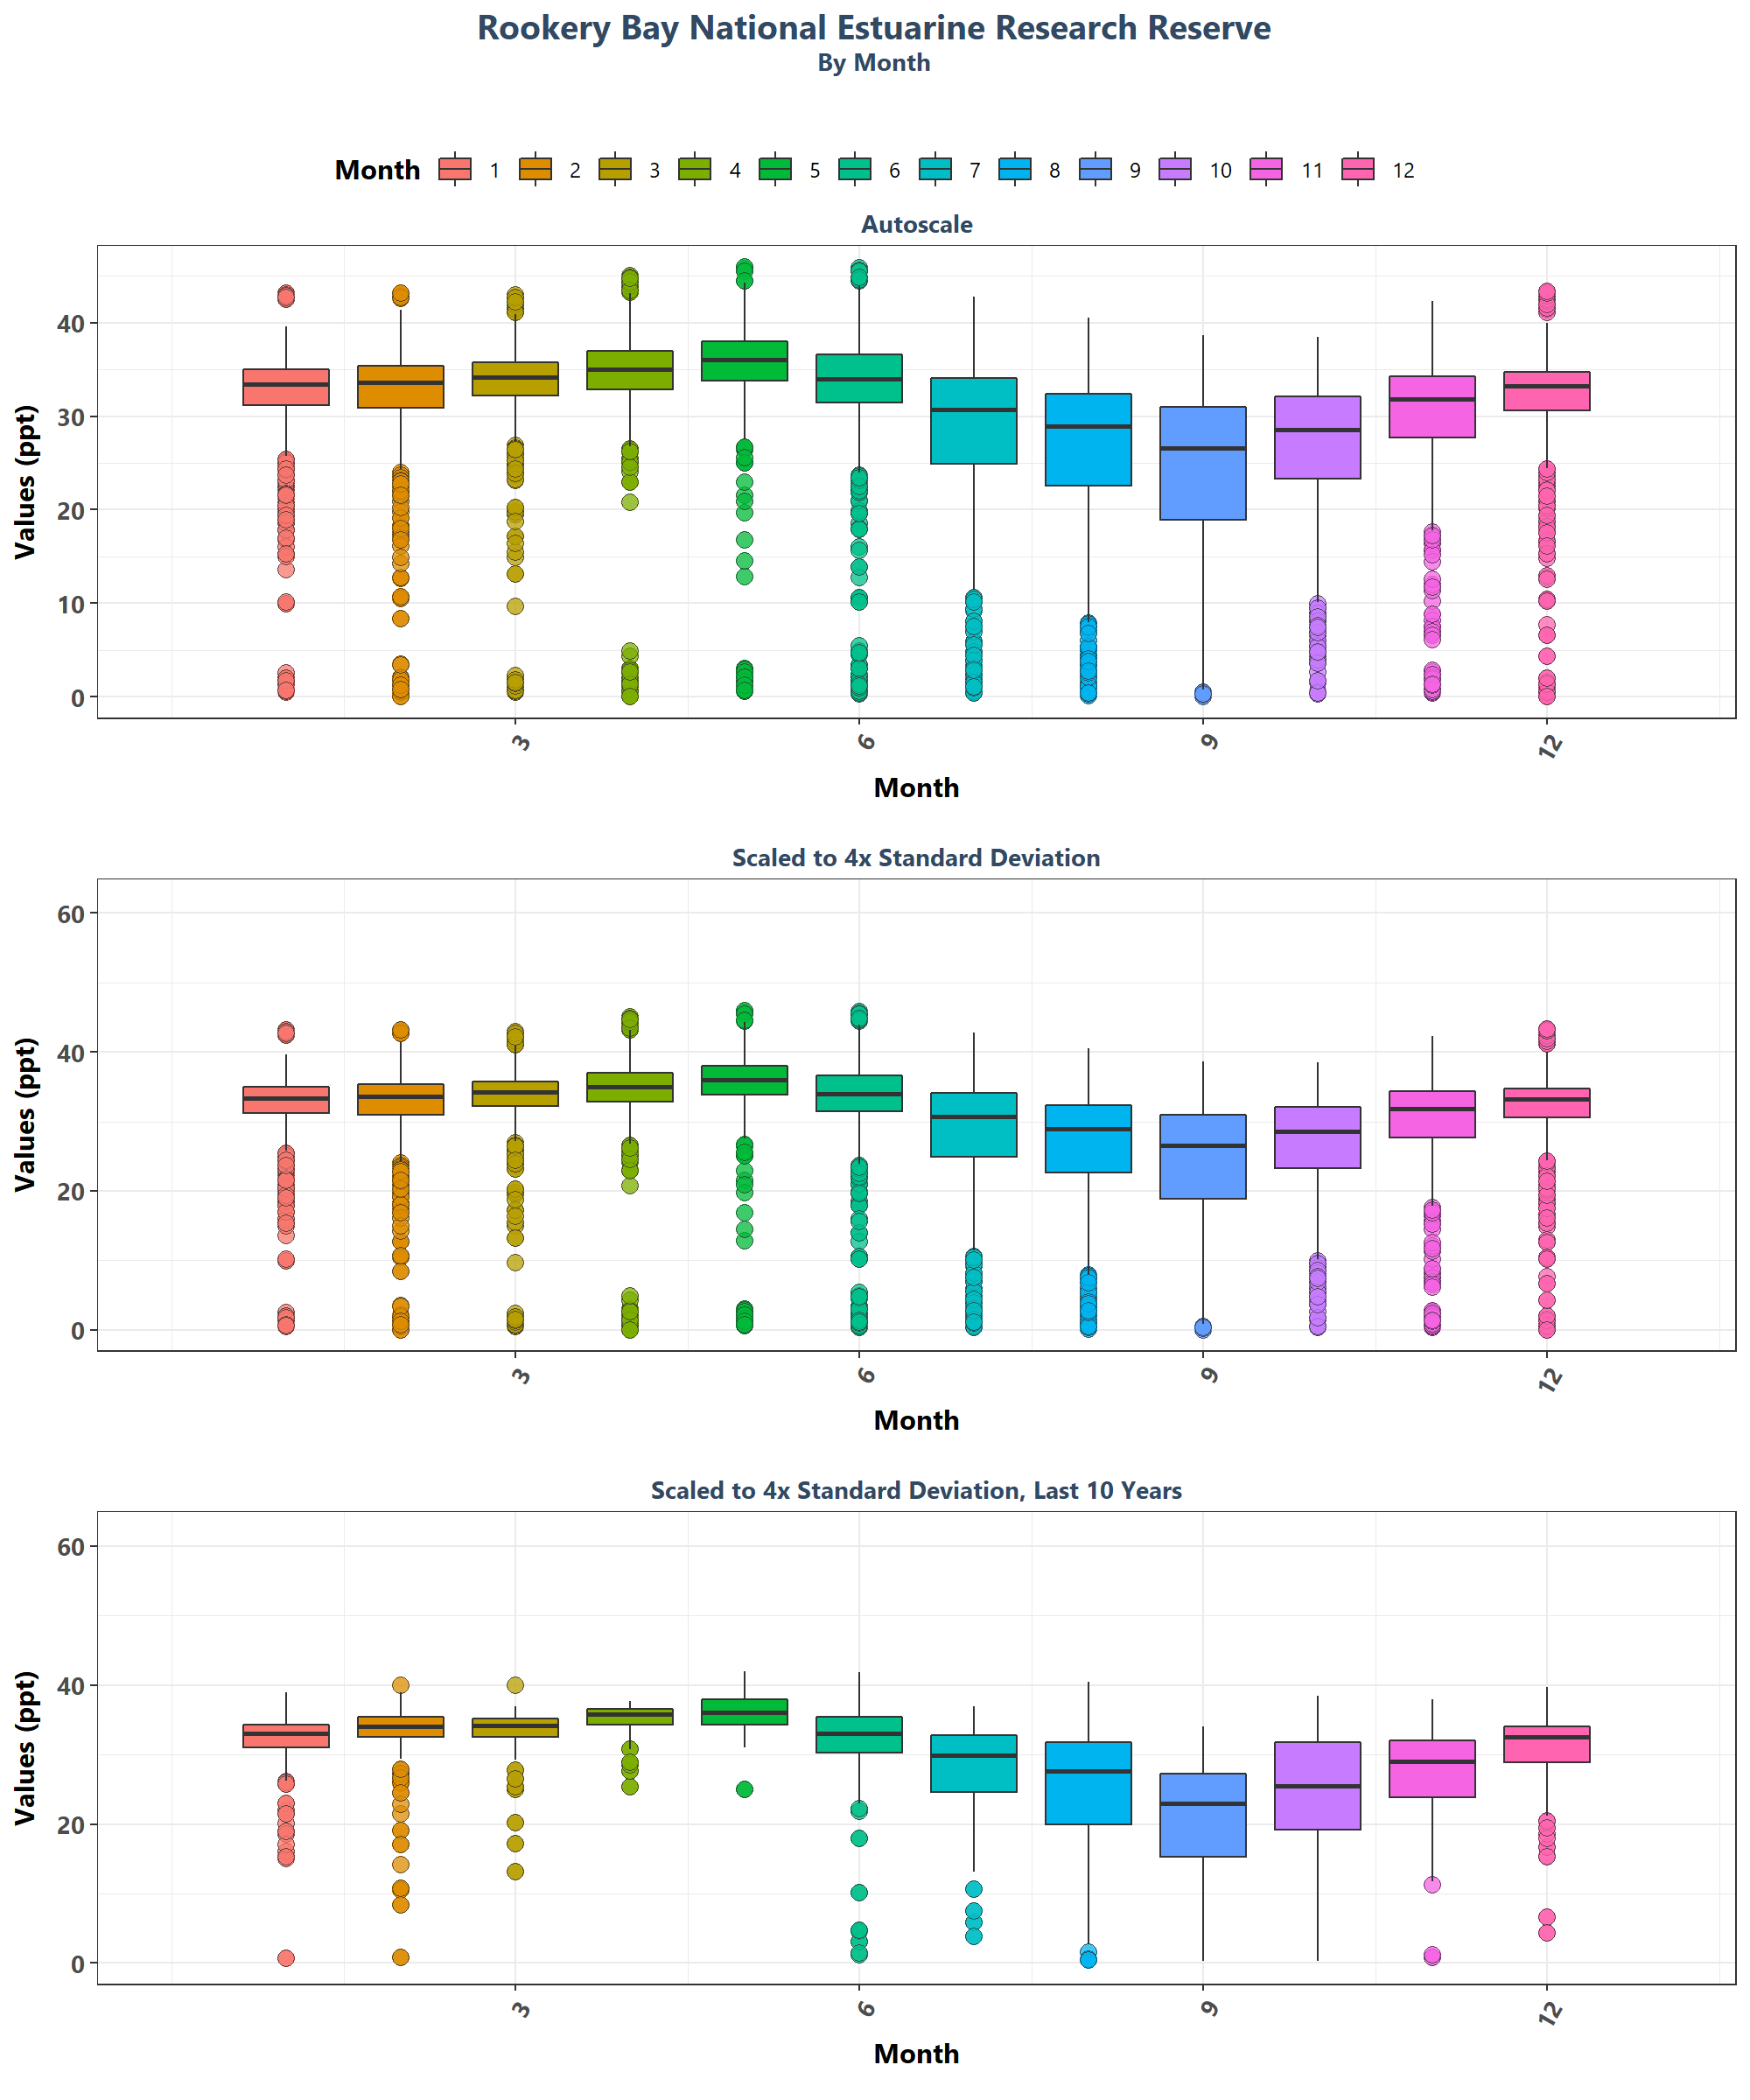 Rookery Bay National Estuarine Research Reserve
By Month
Month 1 2 3 4 5 6 7 8 9 10 11 12
Autoscale
Values (ppt)
40
30
20
10
0
3 6 9 12
Month
Scaled to 4x Standard Deviation
Values (ppt)
60
40
20
0
3 6 9 12
Month
Scaled to 4x Standard Deviation, Last 10 Years
Values (ppt)
60
40
20
0
3 6 9 12
Month